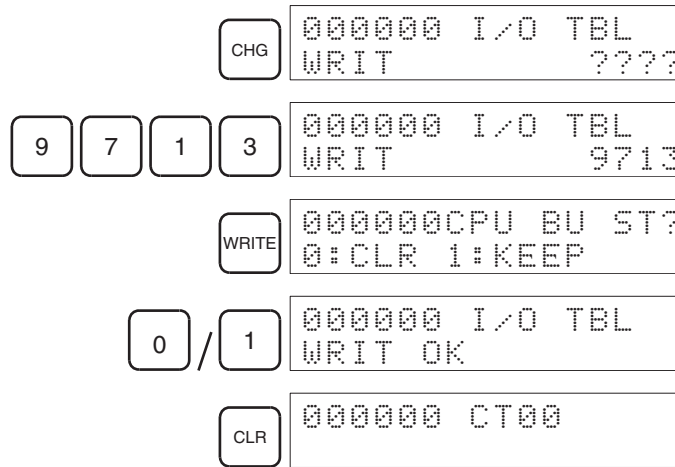 CHG
000000 I/O TBL
WRIT ????
9 7 1 3
000000 I/O TBL
WRIT 9713
WRITE
000000CPU BU ST?
0:CLR 1:KEEP
0 / 1
000000 I/O TBL
WRIT OK
CLR
000000 CT00